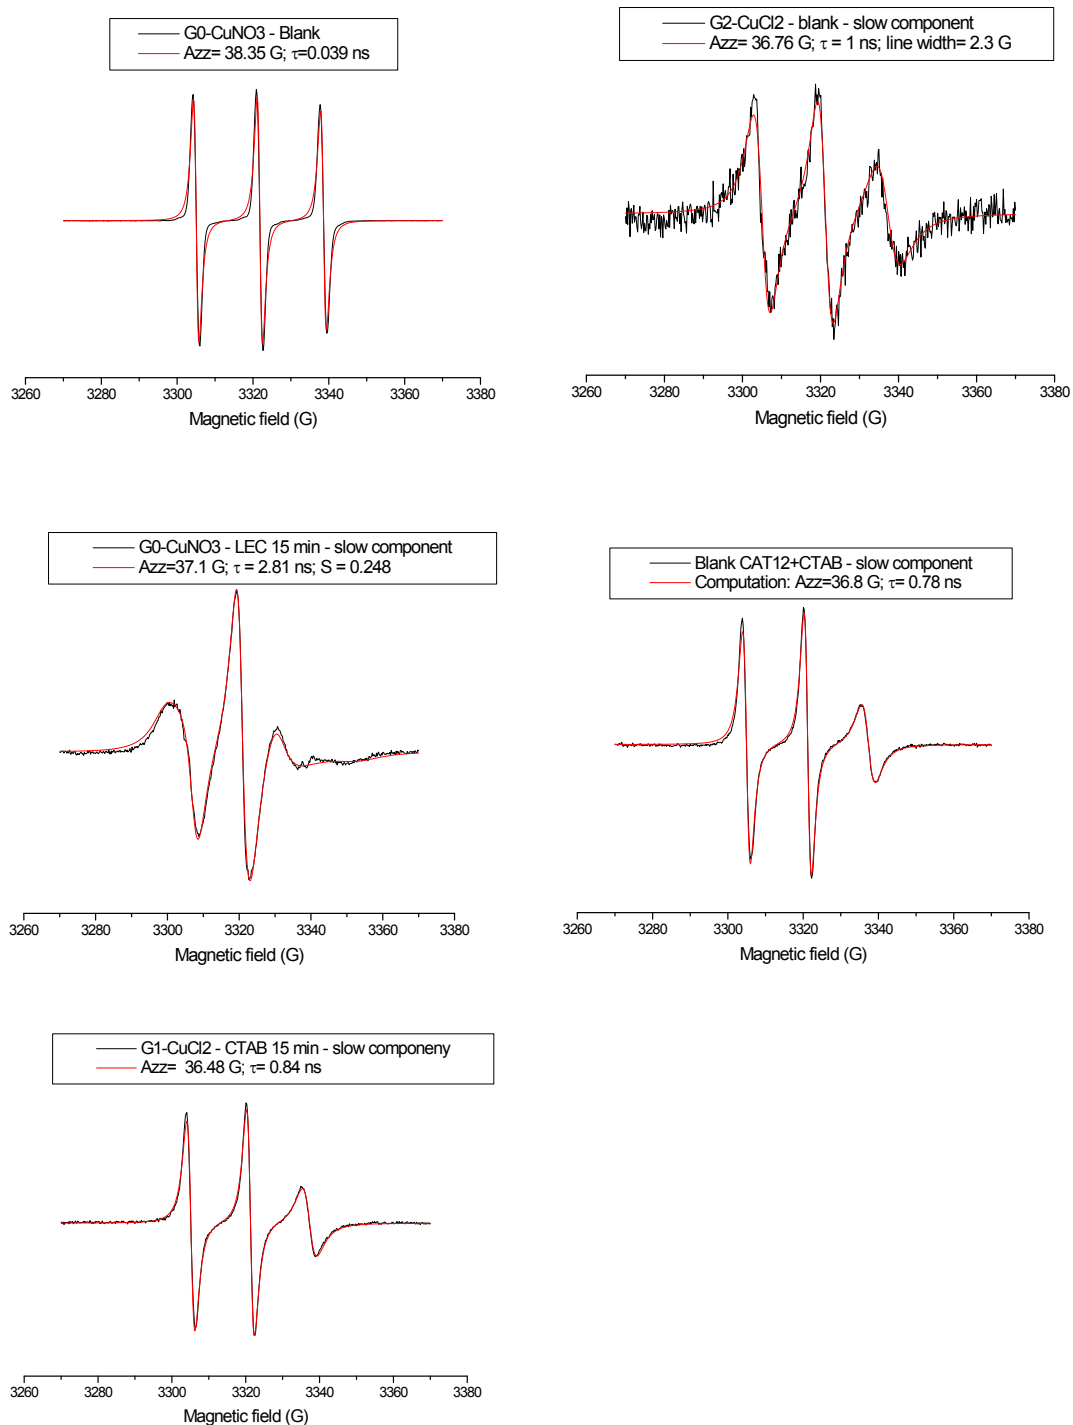 G0-CuNO3 - Blank
Azz= 38.35 G; τ=0.039 ns
3260 3280 3300 3320 3340 3360 3380
Magnetic field (G)
G2-CuCl2 - blank - slow component
Azz= 36.76 G; τ = 1 ns; line width= 2.3 G
3260 3280 3300 3320 3340 3360 3380
Magnetic field (G)
G0-CuNO3 - LEC 15 min - slow component
Azz=37.1 G; τ = 2.81 ns; S = 0.248
3260 3280 3300 3320 3340 3360 3380
Magnetic field (G)
Blank CAT12+CTAB - slow component
Computation: Azz=36.8 G; τ= 0.78 ns
3260 3280 3300 3320 3340 3360 3380
Magnetic field (G)
G1-CuCl2 - CTAB 15 min - slow componeny
Azz= 36.48 G; τ= 0.84 ns
3260 3280 3300 3320 3340 3360 3380
Magnetic field (G)